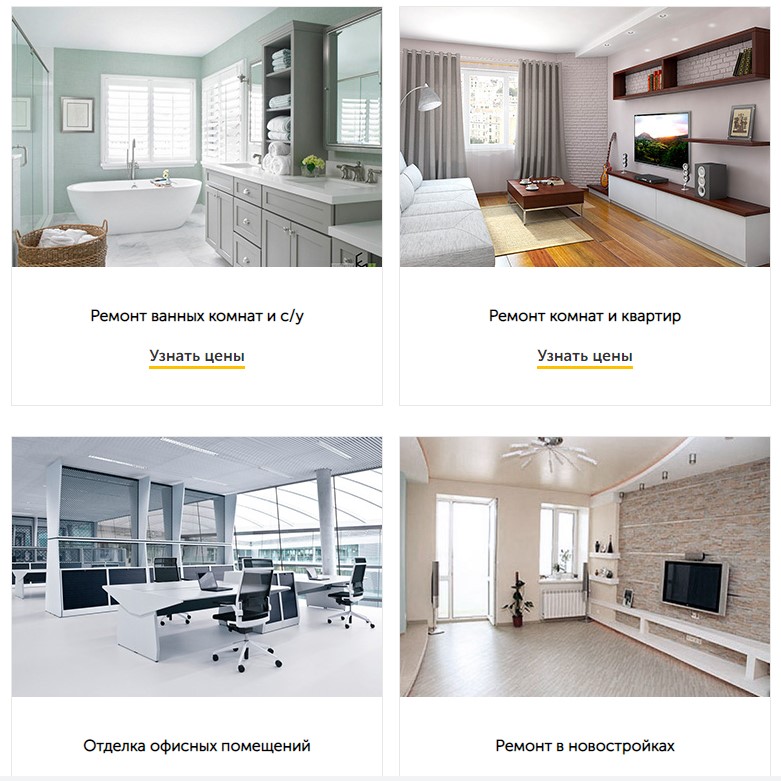 Ремонт ванных комнат и с/у
Узнать цены
Ремонт комнат и квартир
Узнать цены
Отделка офисных помещений
Ремонт в новостройках